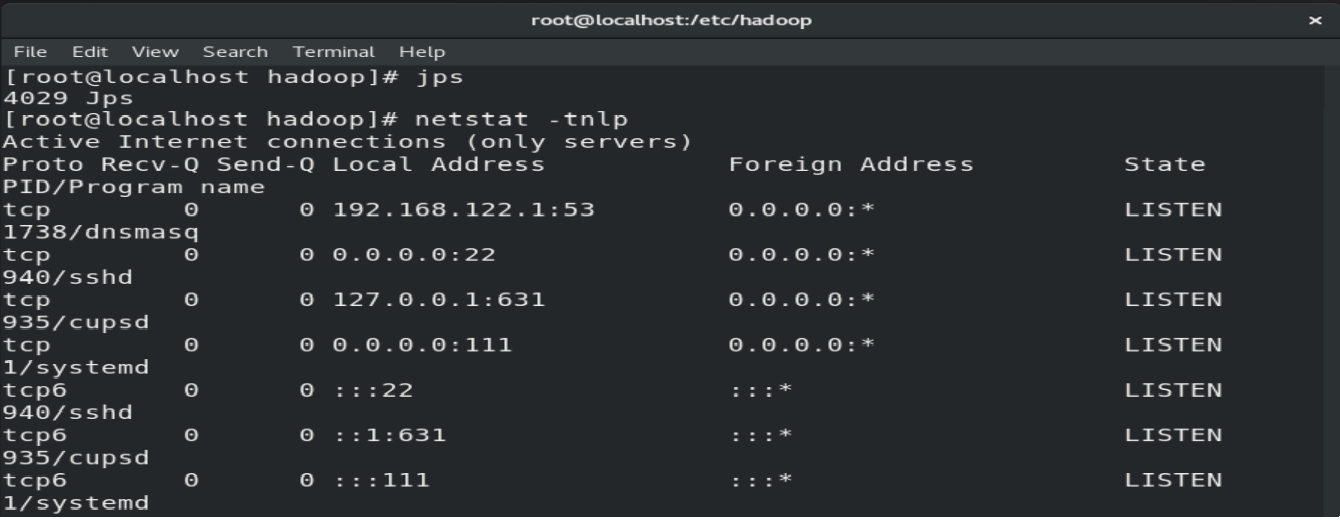 root@localhost:/etc/hadoop ×
File Edit View Search Terminal Help
[root@localhost hadoop]# jps
4029 Jps
[root@localhost hadoop]# netstat -tnlp
Active Internet connections (only servers)
Proto Recv-Q Send-Q Local Address           Foreign Address         State
PID/Program name
tcp        0      0 192.168.122.1:53        0.0.0.0:*               LISTEN
1738/dnsmasq
tcp        0      0 0.0.0.0:22              0.0.0.0:*               LISTEN
940/sshd
tcp        0      0 127.0.0.1:631           0.0.0.0:*               LISTEN
935/cupsd
tcp        0      0 0.0.0.0:111             0.0.0.0:*               LISTEN
1/systemd
tcp6       0      0 :::22                   :::*                    LISTEN
940/sshd
tcp6       0      0 ::1:631                 :::*                    LISTEN
935/cupsd
tcp6       0      0 :::111                  :::*                    LISTEN
1/systemd